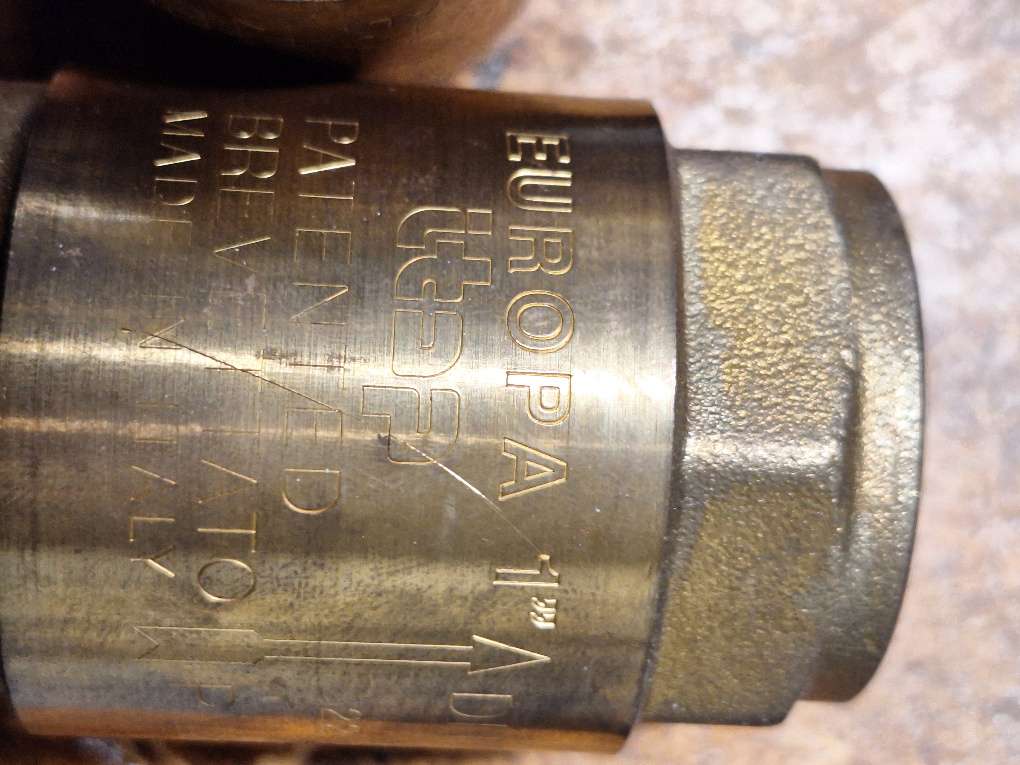 EUROPA 1"
itap
PATENTED
BREVETTATO
MADE IN ITALY